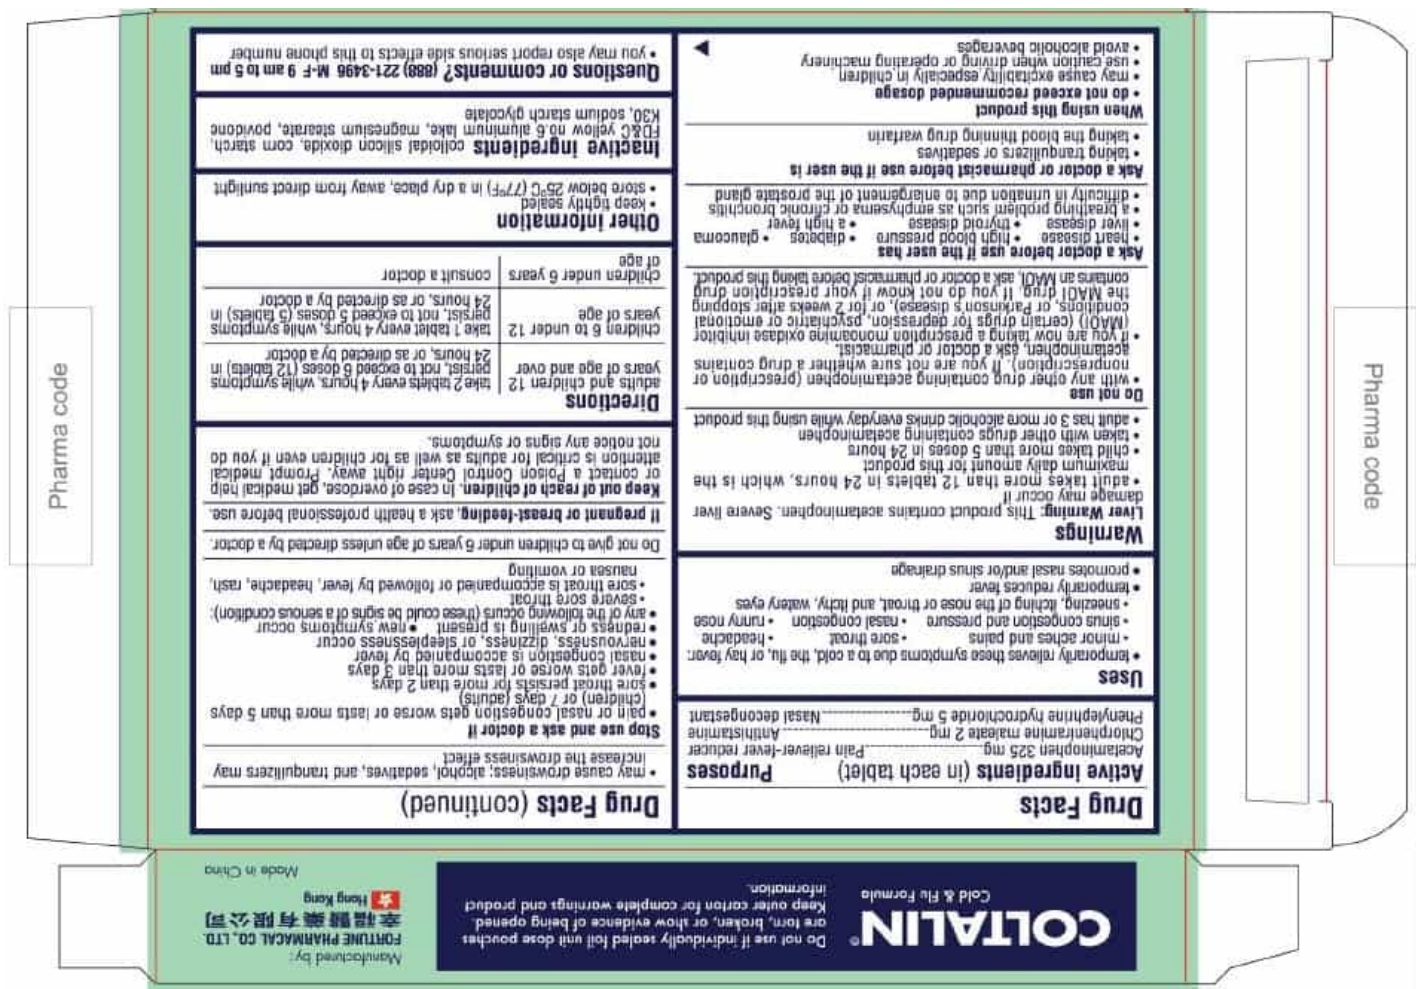 COLTALIN®
Cold & Flu Formula
Do not use if individually sealed foil unit dose pouches
are torn, broken, or show evidence of being opened.
Keep outer carton for complete warnings and product
information.
Manufactured by:
FORTUNE PHARMACAL CO., LTD.
幸福醫藥有限公司
Hong Kong
Made in China
Drug Facts
Active ingredients (in each tablet) Purposes
Acetaminophen 325 mg Pain reliever-fever reducer
Chlorpheniramine maleate 2 mg Antihistamine
Phenylephrine hydrochloride 5 mg Nasal decongestant
Uses
• temporarily relieves these symptoms due to a cold, the flu, or hay fever:
• minor aches and pains • sore throat • headache
• sinus congestion and pressure • nasal congestion • runny nose
• sneezing, itching of the nose or throat, and itchy, watery eyes
• temporarily reduces fever
• promotes nasal and/or sinus drainage
Warnings
Liver Warning: This product contains acetaminophen. Severe liver
damage may occur if
• adult takes more than 12 tablets in 24 hours, which is the
maximum daily amount for this product
• child takes more than 5 doses in 24 hours
• taken with other drugs containing acetaminophen
• adult has 3 or more alcoholic drinks everyday while using this product
Do not use
• with any other drug containing acetaminophen (prescription or
nonprescription). If you are not sure whether a drug contains
acetaminophen, ask a doctor or pharmacist.
• if you are now taking a prescription monoamine oxidase inhibitor
(MAOI) (certain drugs for depression, psychiatric or emotional
conditions, or Parkinson's disease), or for 2 weeks after stopping
the MAOI drug. If you do not know if your prescription drug
contains an MAOI, ask a doctor or pharmacist before taking this product.
Ask a doctor before use if the user has
• heart disease • high blood pressure • diabetes • glaucoma
• liver disease • thyroid disease • a high fever
• a breathing problem such as emphysema or chronic bronchitis
• difficulty in urination due to enlargement of the prostate gland
Ask a doctor or pharmacist before use if the user is
• taking tranquilizers or sedatives
• taking the blood thinning drug warfarin
When using this product
• do not exceed recommended dosage
• may cause excitability especially in children
• use caution when driving or operating machinery
• avoid alcoholic beverages
Drug Facts (continued)
• may cause drowsiness; alcohol, sedatives, and tranquilizers may
increase the drowsiness effect
Stop use and ask a doctor if
• pain or nasal congestion gets worse or lasts more than 5 days
(children) or 7 days (adults)
• sore throat persists for more than 2 days
• fever gets worse or lasts more than 3 days
• nasal congestion is accompanied by fever
• nervousness, dizziness, or sleeplessness occur
• redness or swelling is present • new symptoms occur
• any of the following occurs (these could be signs of a serious condition):
• severe sore throat
• sore throat is accompanied or followed by fever, headache, rash,
nausea or vomiting
Do not give to children under 6 years of age unless directed by a doctor.
If pregnant or breast-feeding, ask a health professional before use.
Keep out of reach of children. In case of overdose, get medical help
or contact a Poison Control Center right away. Prompt medical
attention is critical for adults as well as for children even if you do
not notice any signs or symptoms.
Directions
adults and children 12 take 2 tablets every 4 hours, while symptoms
years of age and over persist, not to exceed 6 doses (12 tablets) in
24 hours, or as directed by a doctor
children 6 to under 12 take 1 tablet every 4 hours, while symptoms
years of age persist, not to exceed 5 doses (5 tablets) in
24 hours, or as directed by a doctor
children under 6 years consult a doctor
of age
Other information
• keep tightly sealed
• store below 25°C (77°F) in a dry place, away from direct sunlight
Inactive ingredients colloidal silicon dioxide, corn starch,
FD&C yellow no.6 aluminum lake, magnesium stearate, povidone
K30, sodium starch glycolate
Questions or comments? (888) 221-3496 M-F 9 am to 5 pm
• you may also report serious side effects to this phone number
Pharma code
Pharma code